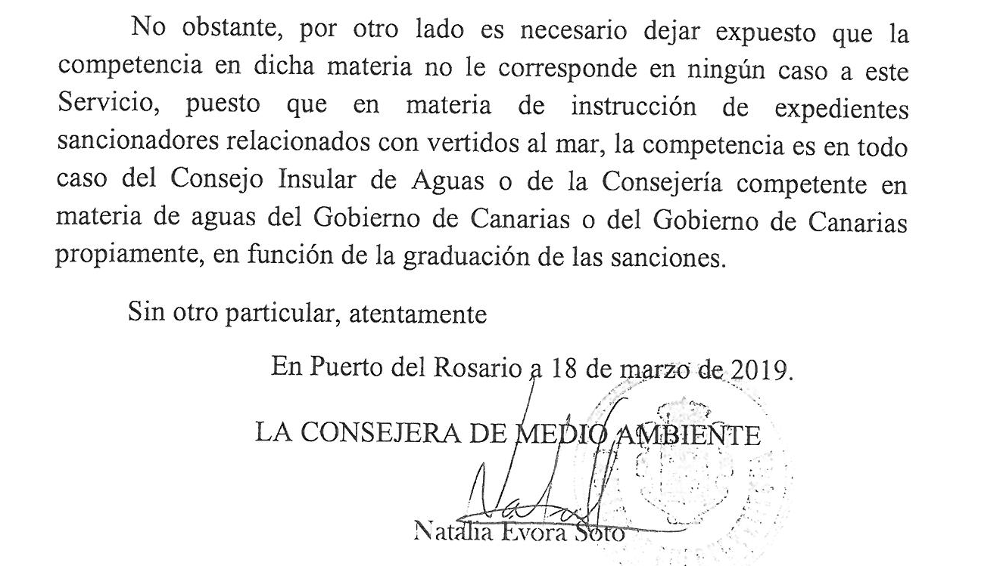 No obstante, por otro lado es necesario dejar expuesto que la
competencia en dicha materia no le corresponde en ningún caso a este
Servicio, puesto que en materia de instrucción de expedientes
sancionadores relacionados con vertidos al mar, la competencia es en todo
caso del Consejo Insular de Aguas o de la Consejería competente en
materia de aguas del Gobierno de Canarias o del Gobierno de Canarias
propiamente, en función de la graduación de las sanciones.
Sin otro particular, atentamente
En Puerto del Rosario a 18 de marzo de 2019.
LA CONSEJERA DE MEDIO AMBIENTE
Natalia Evora Soto